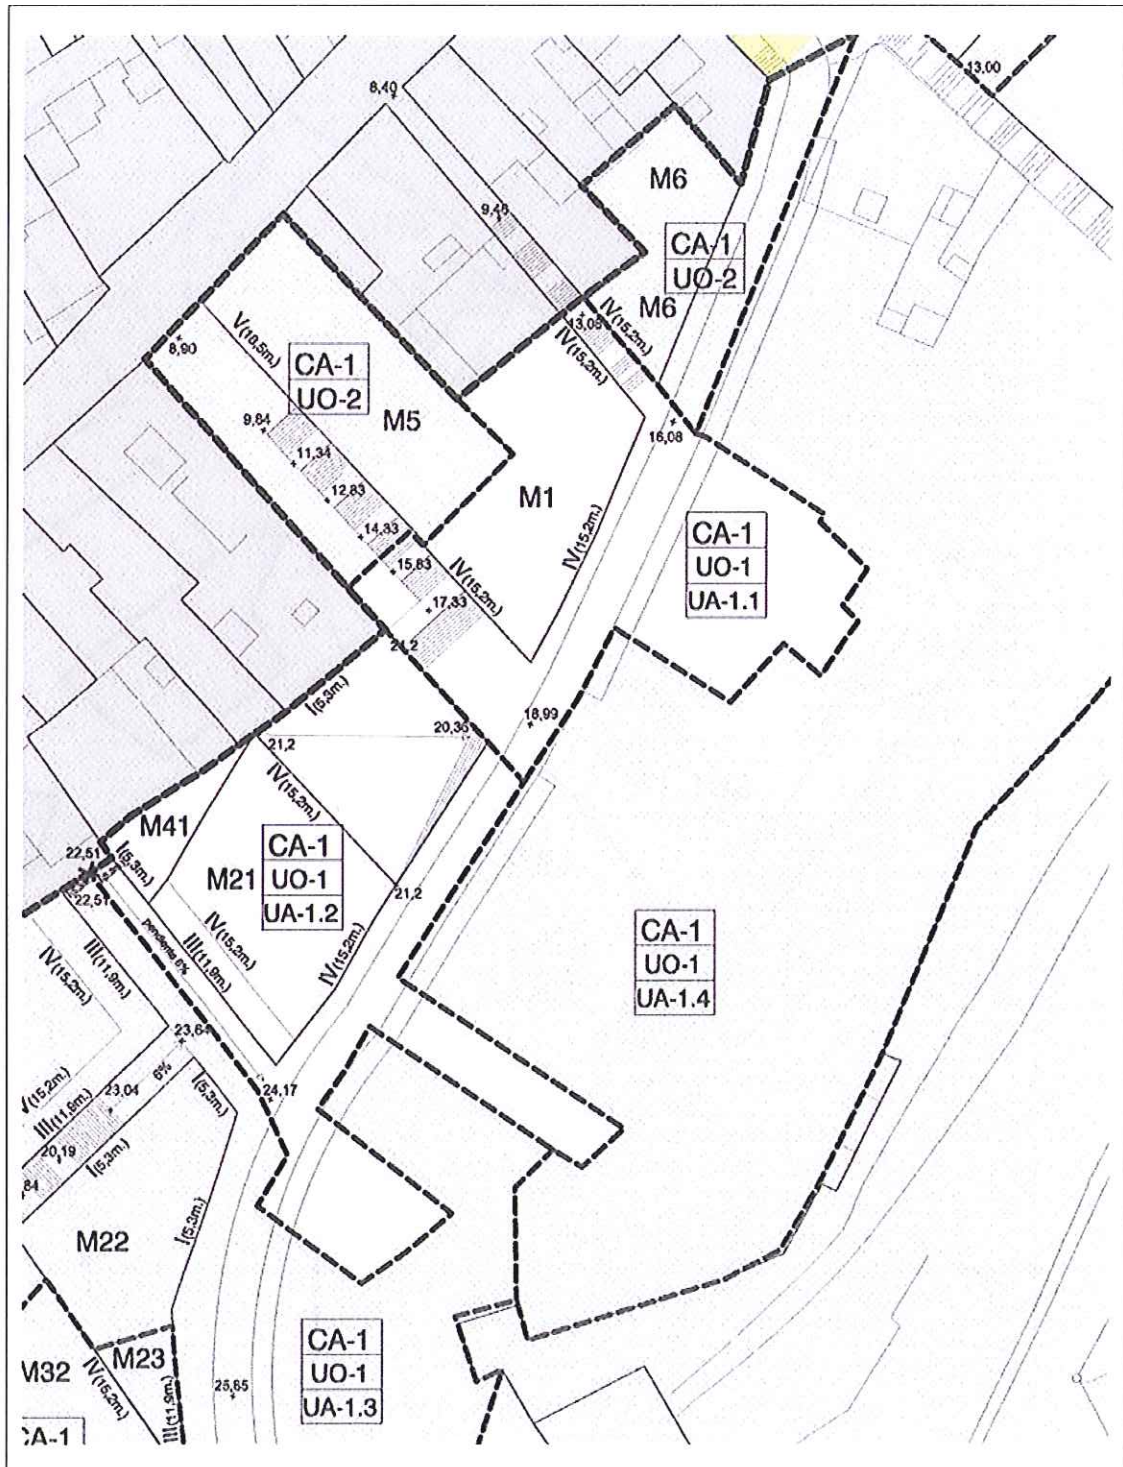 13,00
8,40
M6
9,46
CA-1
UO-2
M6
13,08
IV(15,2m.)
IV(15,2m.)
8,90
CA-1
UO-2
M5
9,84
16,08
11,34
12,83
M1
14,33
IV(15,2m.)
CA-1
UO-1
UA-1.1
15,83
IV(15,2m.)
17,33
21,2
I(5,3m.)
18,99
20,35
21,2
IV(15,2m.)
M41
CA-1
UO-1
UA-1.2
22,51
I(5,3m.)
M21
21,2
22,51
pendiente 6%
IV(15,2m.)
III(11,9m.)
IV(15,2m.)
CA-1
UO-1
UA-1.4
IV(15,2m.)
III(11,9m.)
23,64
6%
24,17
V(15,2m.)
III(11,9m.)
23,04
I(5,3m.)
20,19
I(5,3m.)
84
I(5,3m.)
M22
CA-1
UO-1
UA-1.3
M23
M32
IV(15,2m.)
III(11,9m.)
25,65
CA-1